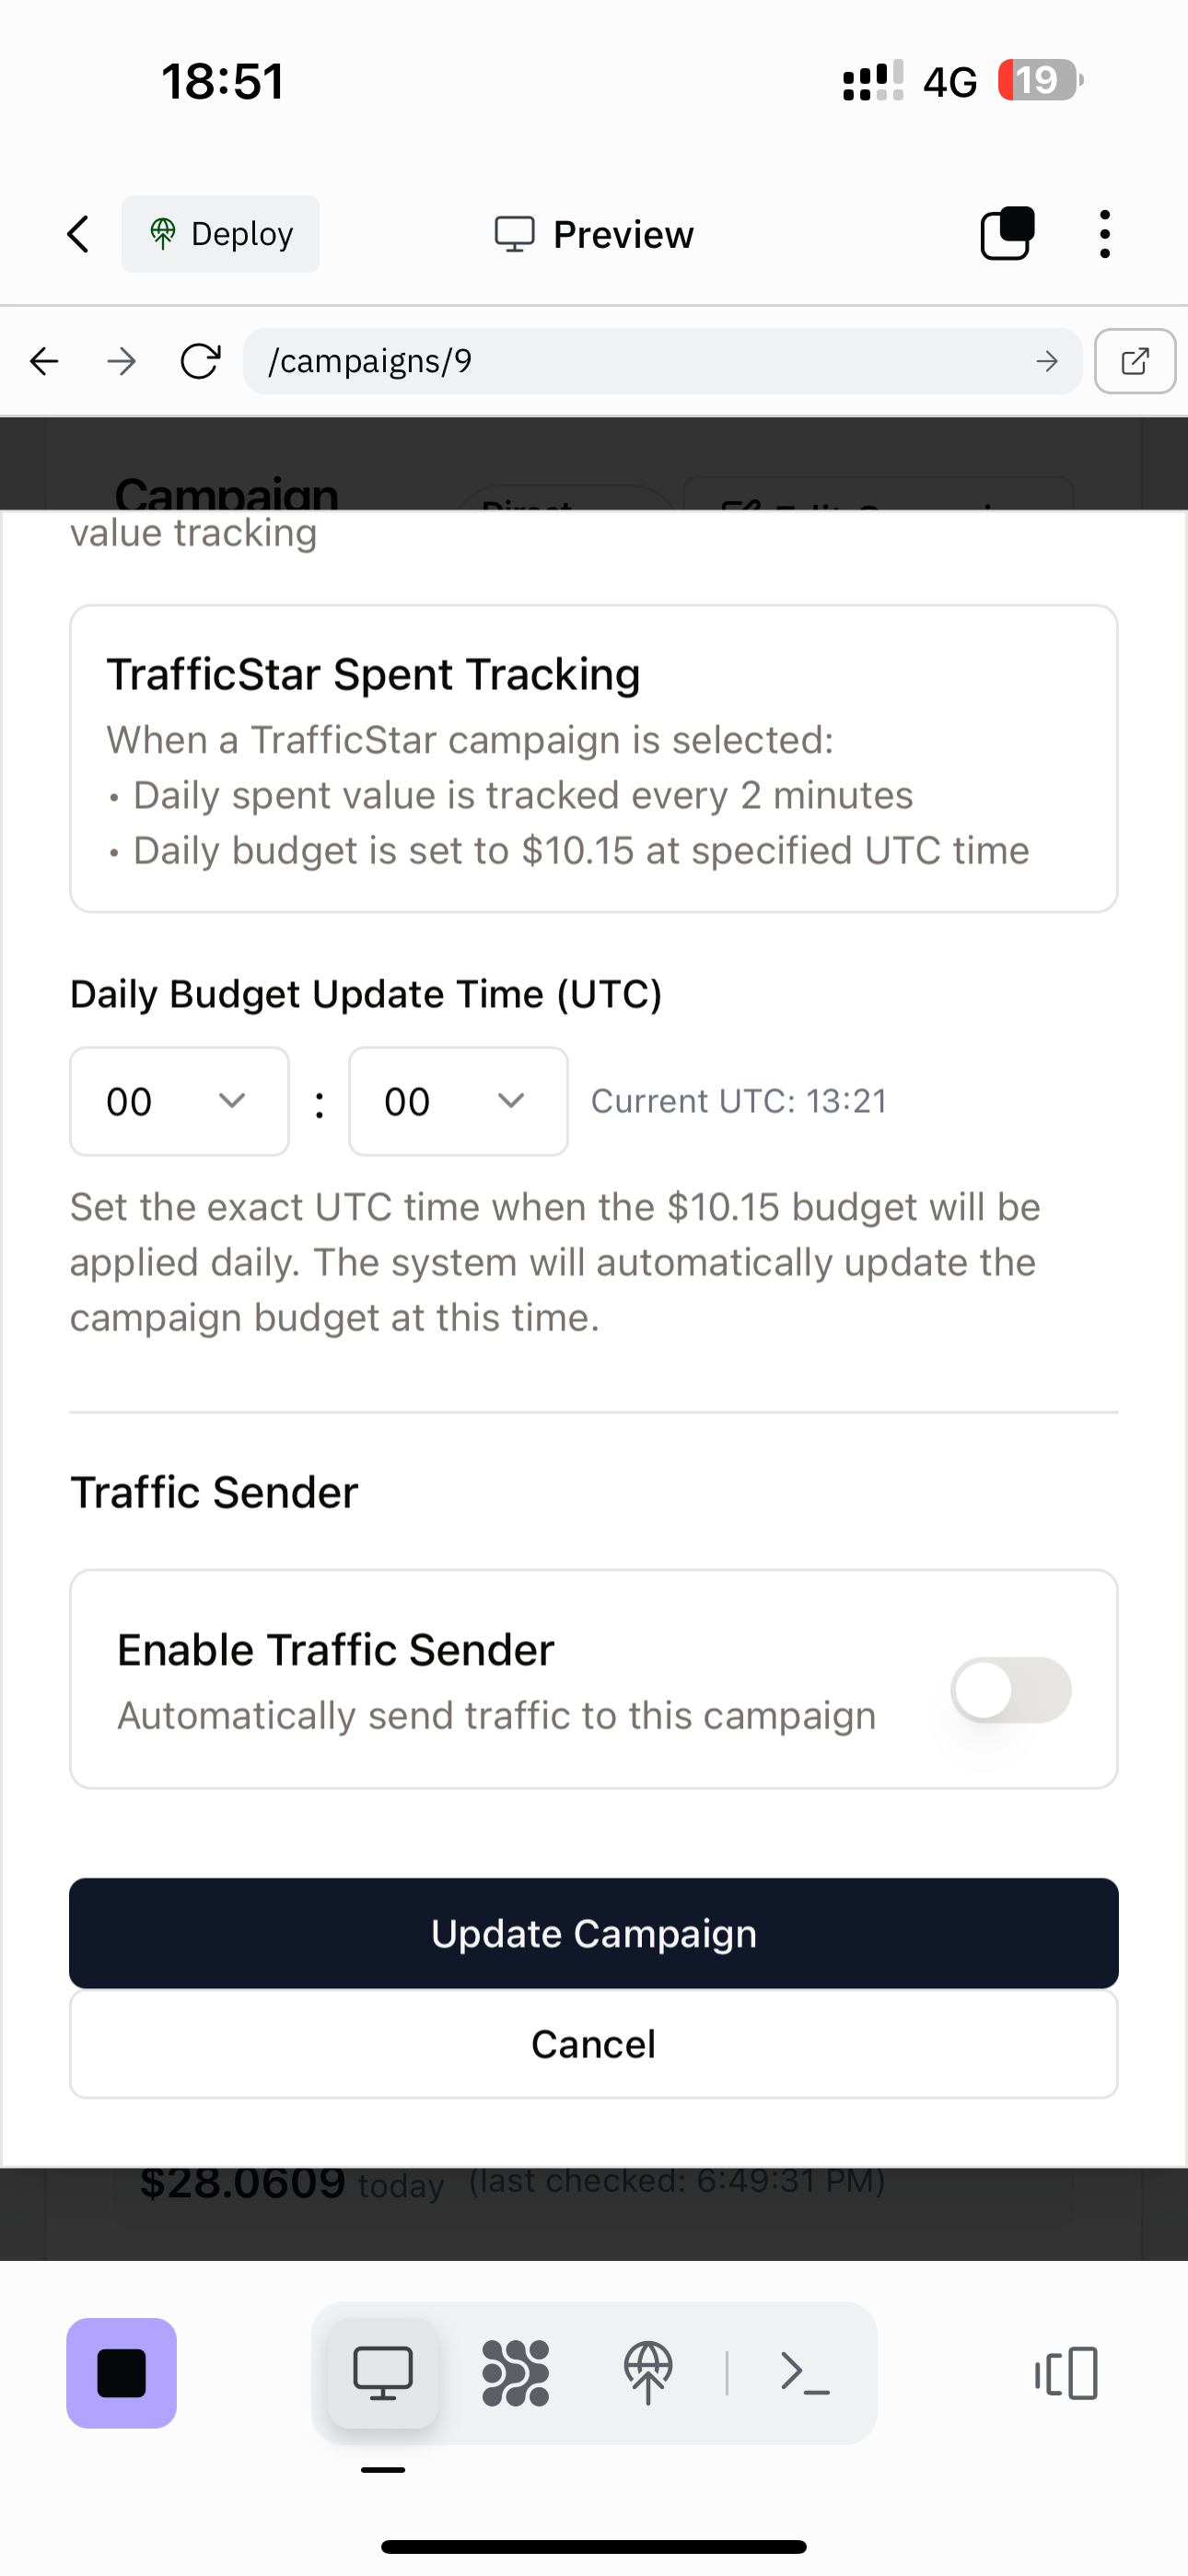 18:51
4G
19
Deploy
Preview
/campaigns/9
Campaign
Direct
value tracking
TrafficStar Spent Tracking
When a TrafficStar campaign is selected:
• Daily spent value is tracked every 2 minutes
• Daily budget is set to $10.15 at specified UTC time
Daily Budget Update Time (UTC)
00 : 00 Current UTC: 13:21
Set the exact UTC time when the $10.15 budget will be
applied daily. The system will automatically update the
campaign budget at this time.
Traffic Sender
Enable Traffic Sender
Automatically send traffic to this campaign
Update Campaign
Cancel
$28.0609 today (last checked: 6:49:31 PM)